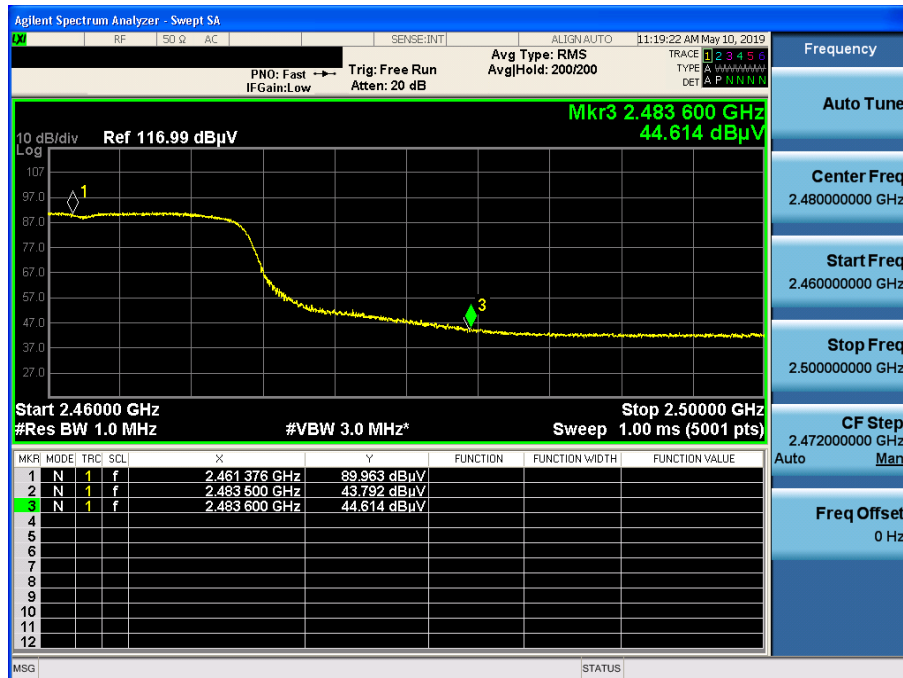 Agilent Spectrum Analyzer - Swept SA
LXI RF 50 Ω AC SENSE:INT ALIGN AUTO 11:19:22 AM May 10, 2019
PNO: Fast
IFGain:Low
Trig: Free Run
Atten: 20 dB
Avg Type: RMS
Avg|Hold: 200/200
TRACE 1 2 3 4 5 6
TYPE A WWWWW
DET A P N N N N
Mkr3 2.483 600 GHz
44.614 dBµV
10 dB/div Ref 116.99 dBµV
Log
107
97.0
87.0
77.0
67.0
57.0
47.0
37.0
27.0
1
3
Start 2.46000 GHz Stop 2.50000 GHz
#Res BW 1.0 MHz #VBW 3.0 MHz* Sweep 1.00 ms (5001 pts)
MKR MODE TRC SCL X Y FUNCTION FUNCTION WIDTH FUNCTION VALUE
1 N 1 f 2.461 376 GHz 89.963 dBµV
2 N 1 f 2.483 500 GHz 43.792 dBµV
3 N 1 f 2.483 600 GHz 44.614 dBµV
4
5
6
7
8
9
10
11
12
MSG STATUS
Frequency
Auto Tune
Center Freq
2.480000000 GHz
Start Freq
2.460000000 GHz
Stop Freq
2.500000000 GHz
CF Step
2.472000000 GHz
Auto Man
Freq Offset
0 Hz